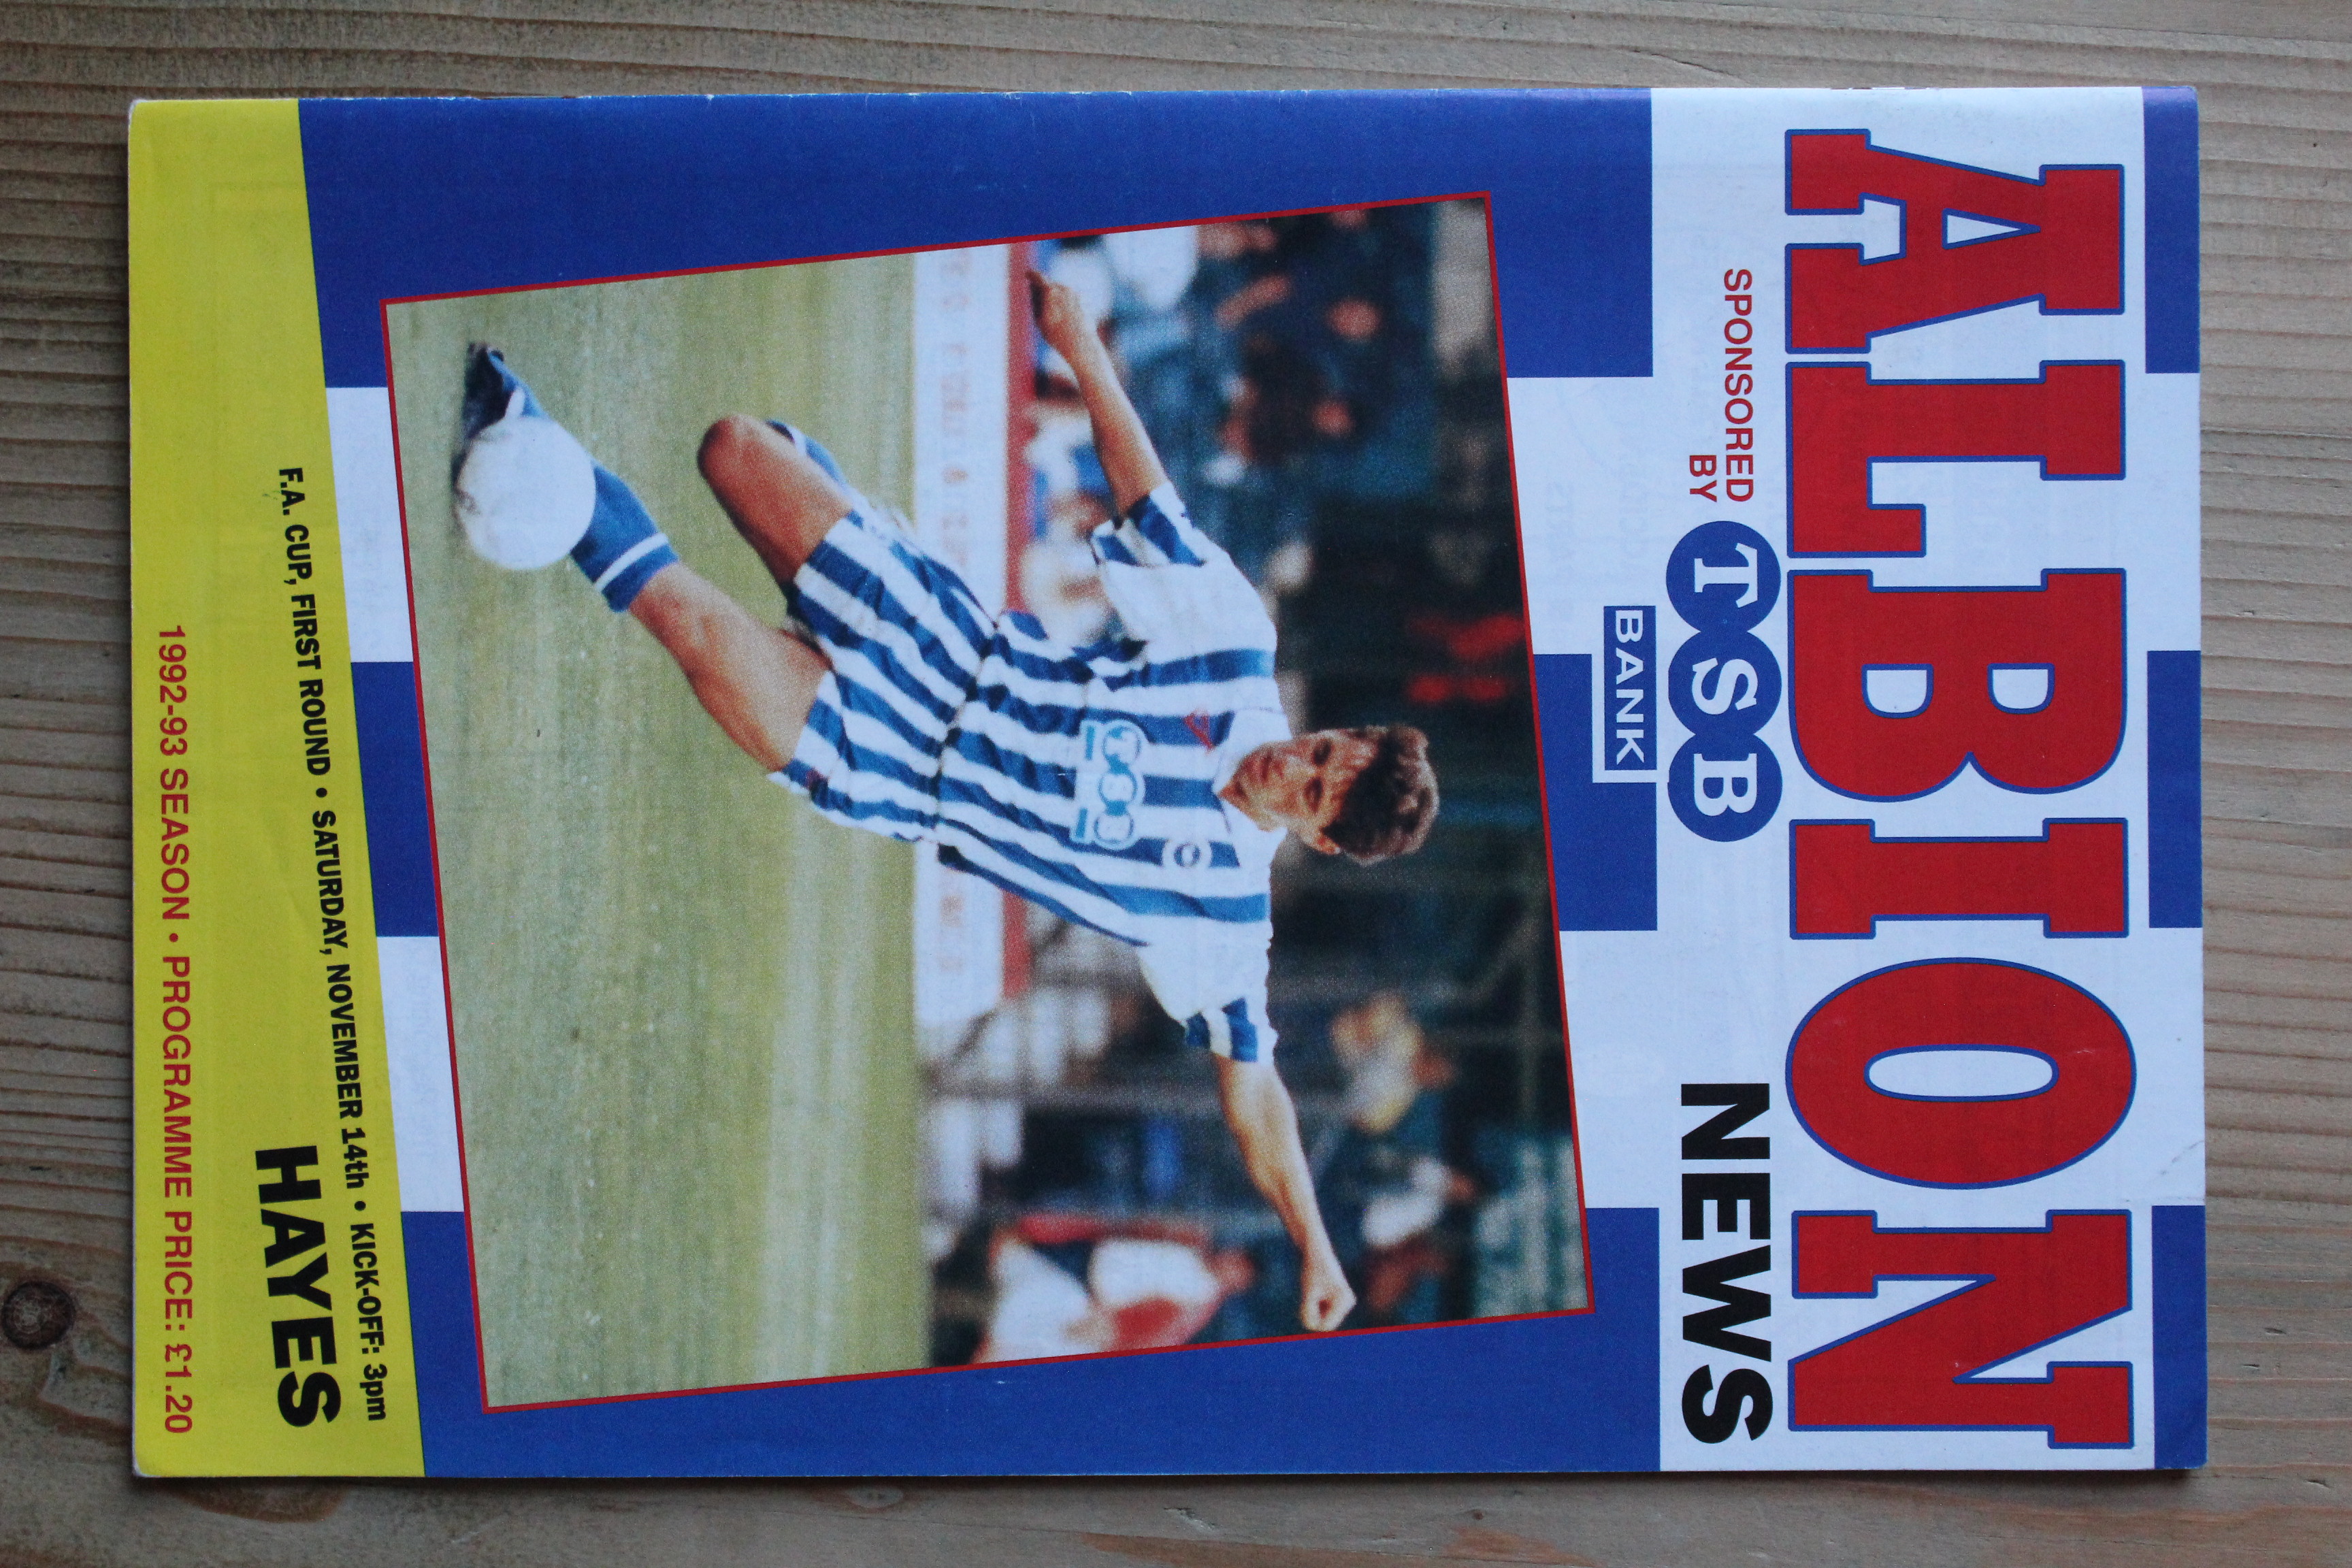 ALBION
SPONSORED
BY
TSB
BANK
NEWS
TSB
F.A. CUP, FIRST ROUND • SATURDAY, NOVEMBER 14th • KICK-OFF: 3pm
HAYES
1992-93 SEASON • PROGRAMME PRICE: £1.20